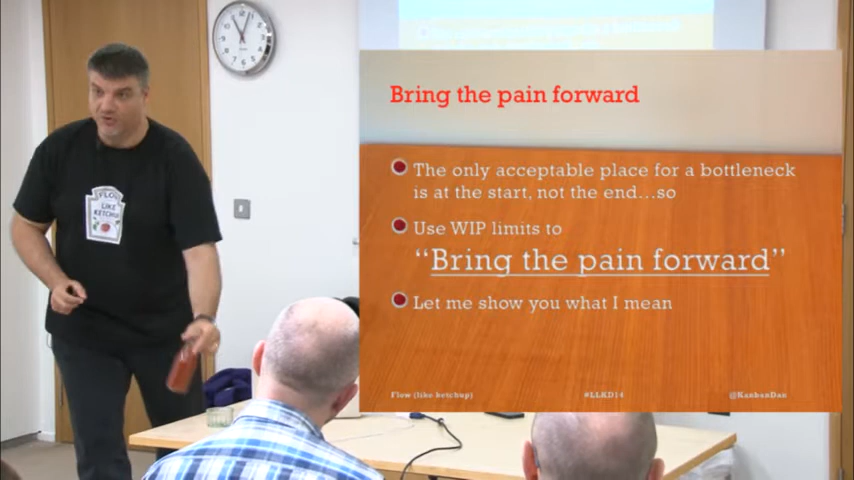 Bring the pain forward
The only acceptable place for a bottleneck
is at the start, not the end...so
Use WIP limits to
“Bring the pain forward”
Let me show you what I mean
Flow (like ketchup)
#LLKD14
@KanbanDan
FLOW
LIKE
KETCHUP